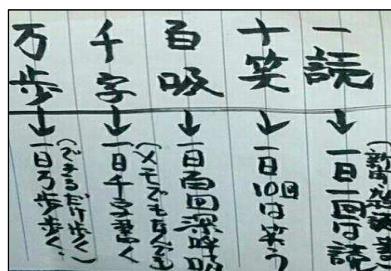 一読
十笑
百吸
千字
万歩
一日一回は読
一日10回は笑う
一日百回深呼吸
一日千字書く
一日万歩歩く
(できるだけ歩く)